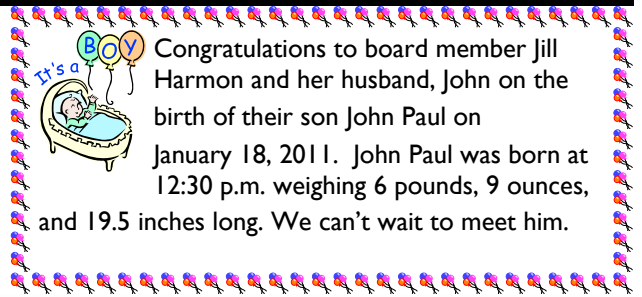 It's a
BOY
Congratulations to board member Jill
Harmon and her husband, John on the
birth of their son John Paul on
January 18, 2011.  John Paul was born at
12:30 p.m. weighing 6 pounds, 9 ounces,
and 19.5 inches long. We can't wait to meet him.